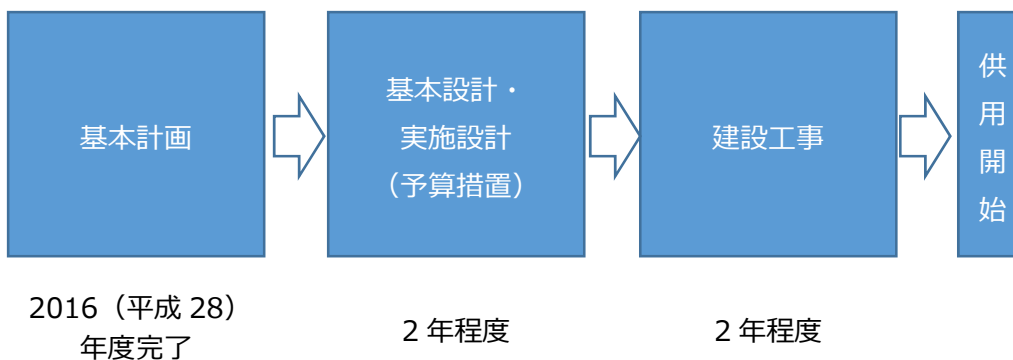 基本計画
基本設計・
実施設計
（予算措置）
建設工事
供
用
開
始
2016（平成 28）
年度完了
2 年程度
2 年程度